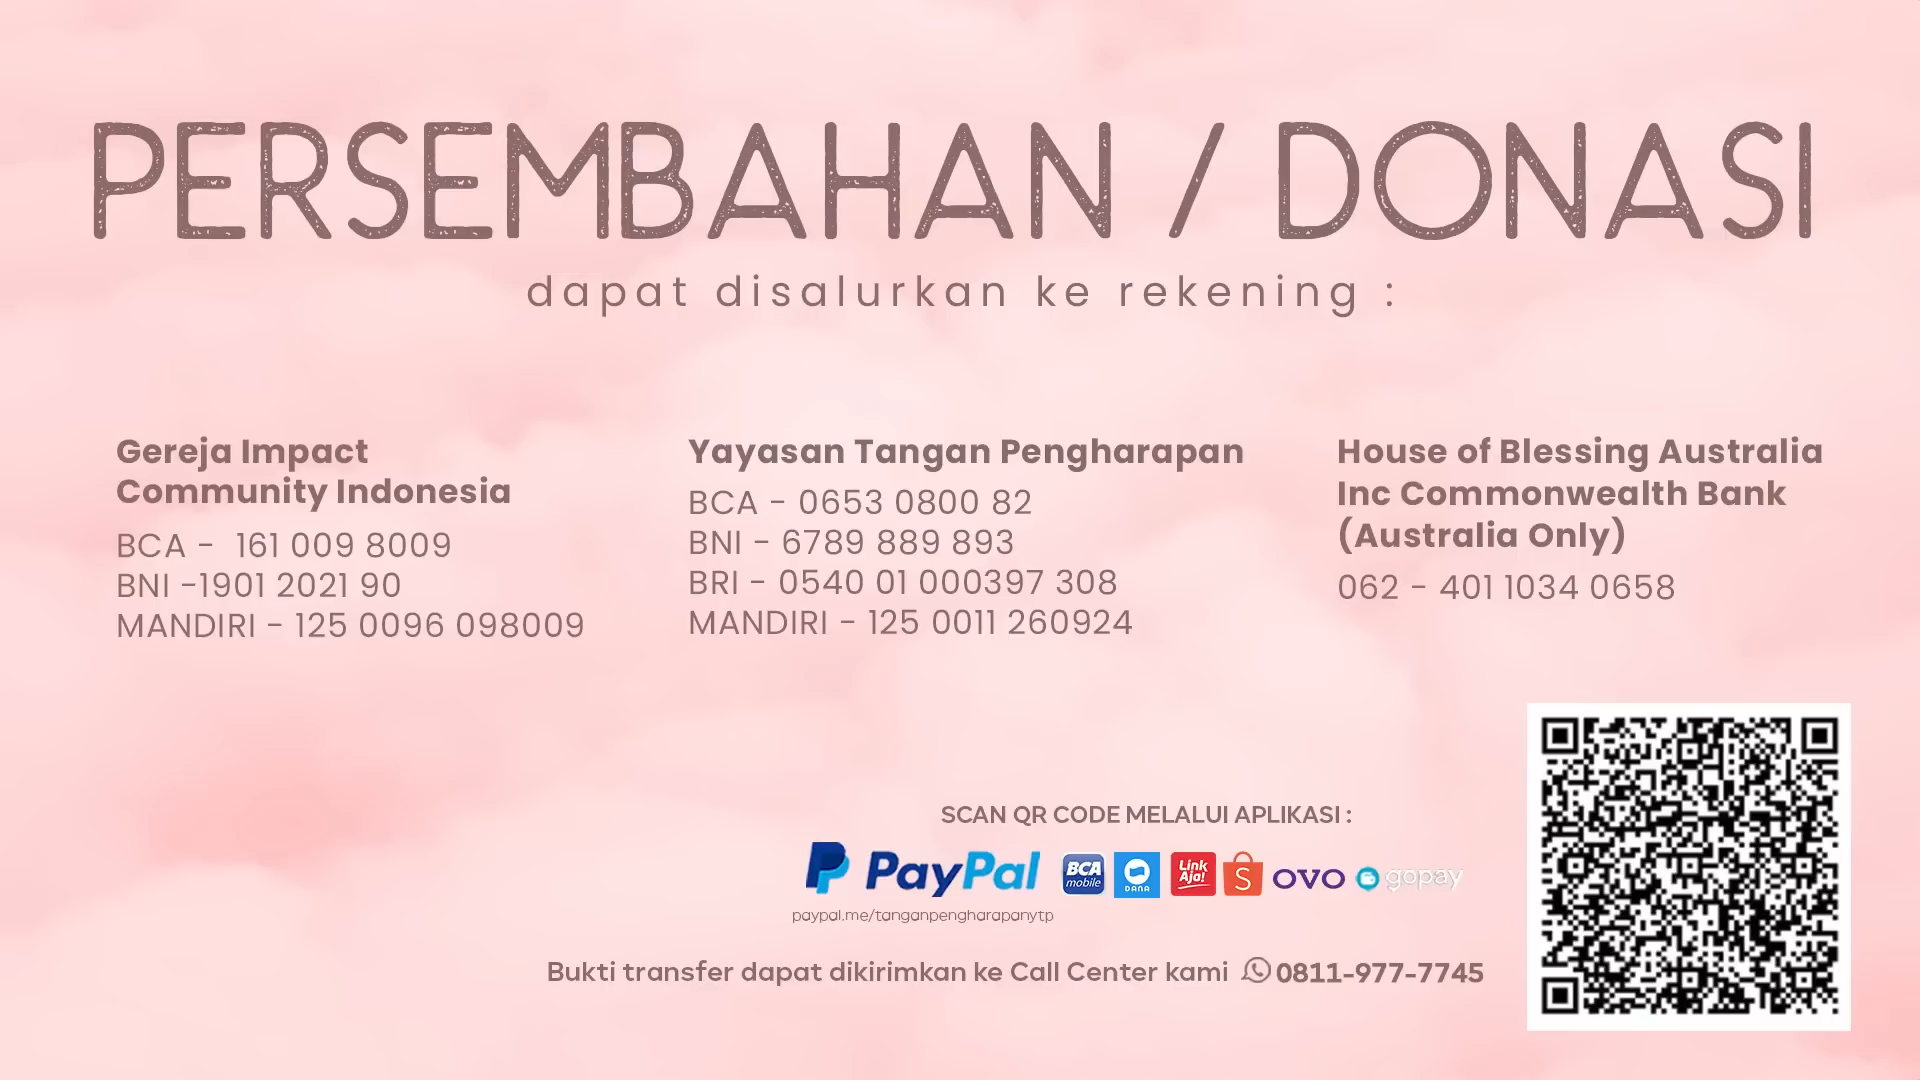 PERSEMBAHAN / DONASI
dapat disalurkan ke rekening :
Gereja Impact
Community Indonesia
BCA - 161 009 8009
BNI -1901 2021 90
MANDIRI - 125 0096 098009
Yayasan Tangan Pengharapan
BCA - 0653 0800 82
BNI - 6789 889 893
BRI - 0540 01 000397 308
MANDIRI - 125 0011 260924
House of Blessing Australia
Inc Commonwealth Bank
(Australia Only)
062 - 401 1034 0658
SCAN QR CODE MELALUI APLIKASI :
PayPal BCA mobile DANA Link Aja! S OVO gopay
paypal.me/tanganpengharapanytp
Bukti transfer dapat dikirimkan ke Call Center kami 0811-977-7745